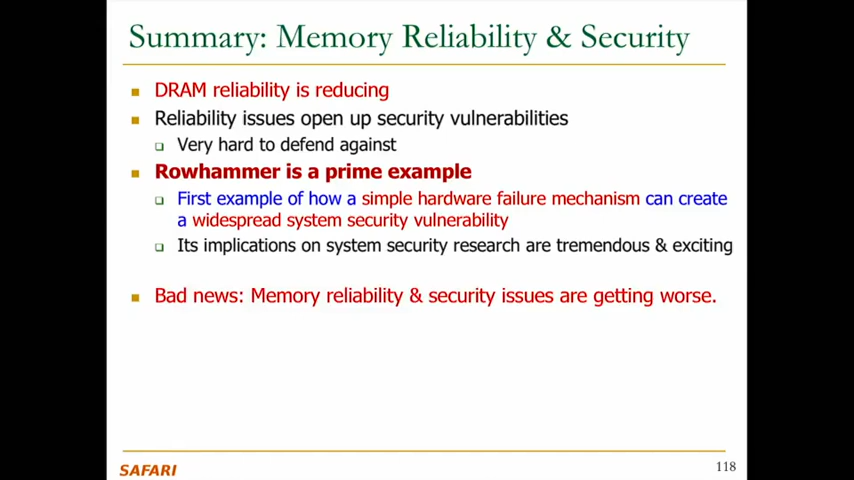 Summary: Memory Reliability & Security
DRAM reliability is reducing
Reliability issues open up security vulnerabilities
Very hard to defend against
Rowhammer is a prime example
First example of how a simple hardware failure mechanism can create
a widespread system security vulnerability
Its implications on system security research are tremendous & exciting
Bad news: Memory reliability & security issues are getting worse.
SAFARI
118